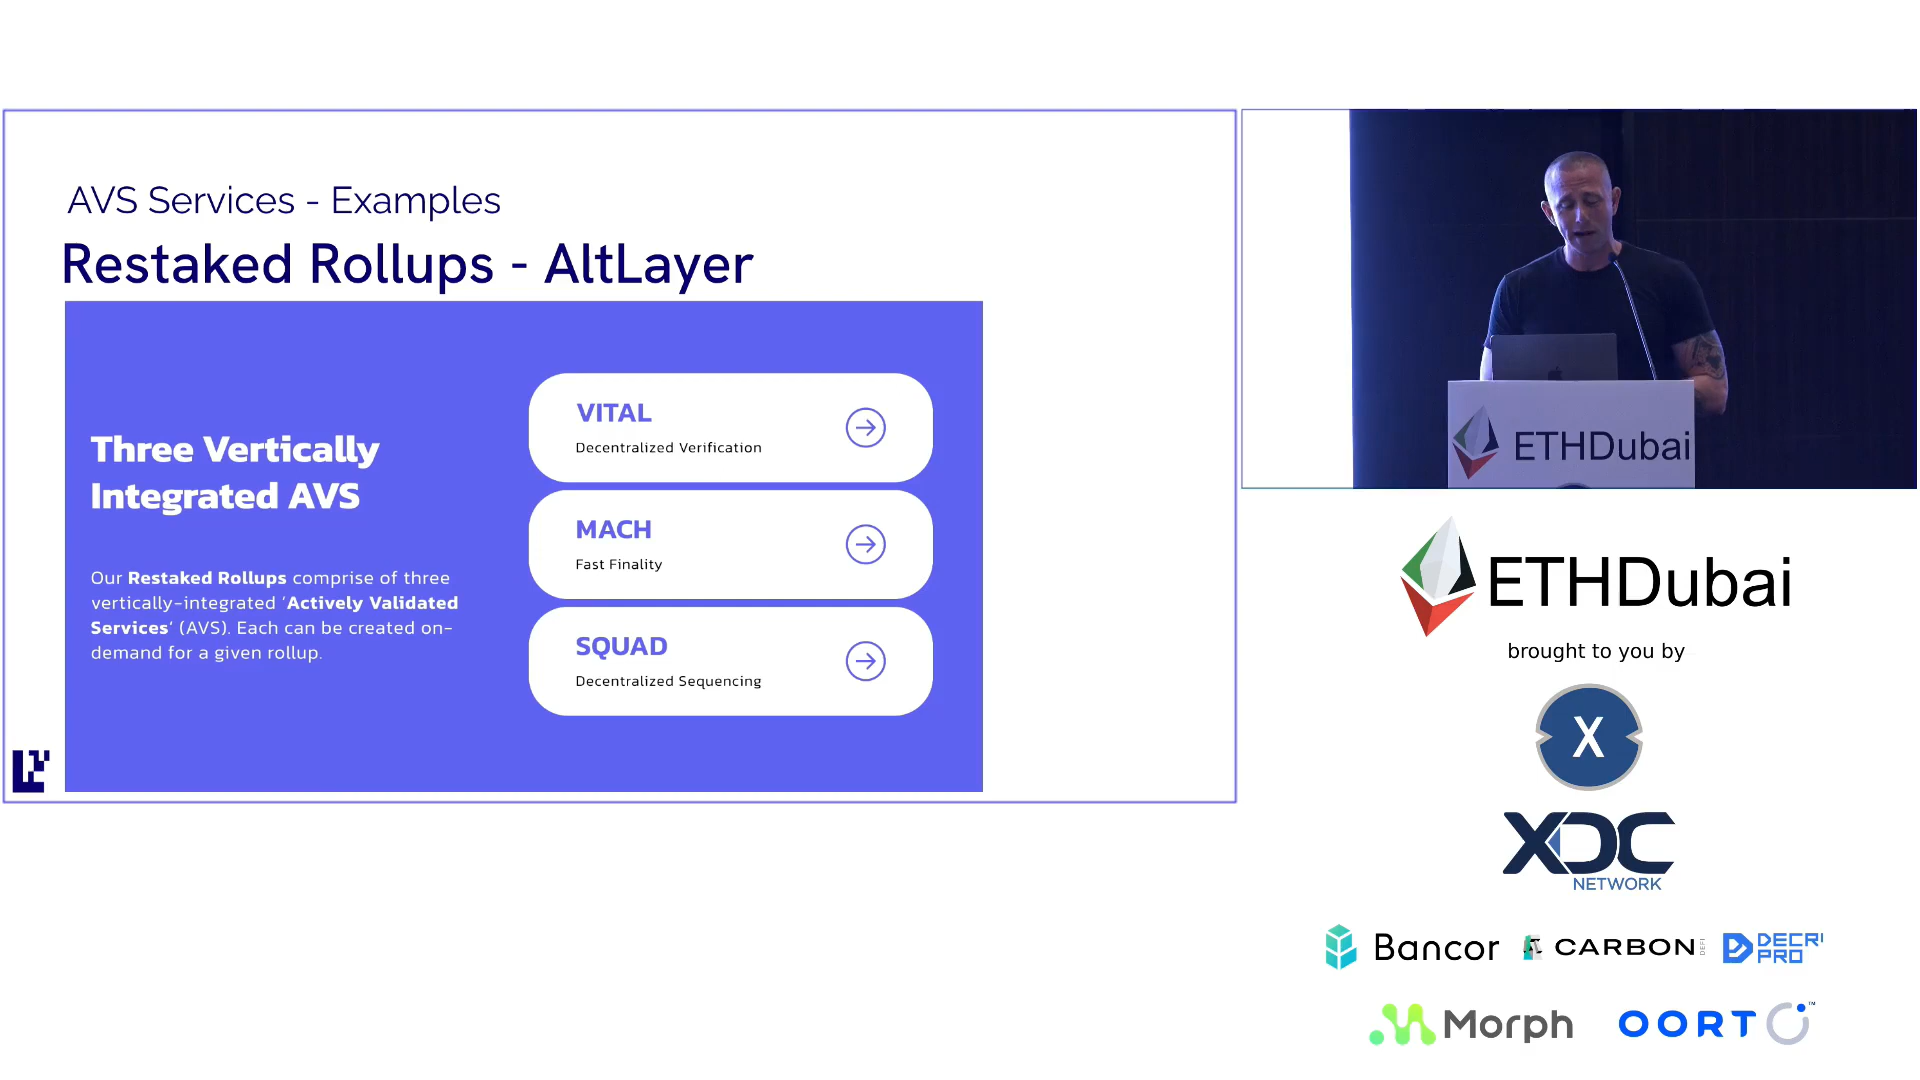 AVS Services - Examples
Restaked Rollups - AltLayer
Three Vertically
Integrated AVS
Our Restaked Rollups comprise of three
vertically-integrated ‘Actively Validated
Services‘ (AVS). Each can be created on-
demand for a given rollup.
VITAL
Decentralized Verification
MACH
Fast Finality
SQUAD
Decentralized Sequencing
ETHDubai
ETHDubai
brought to you by
X
XDC
NETWORK
Bancor
CARBON DEFI
DECRI
PRO
Morph
OORT ™